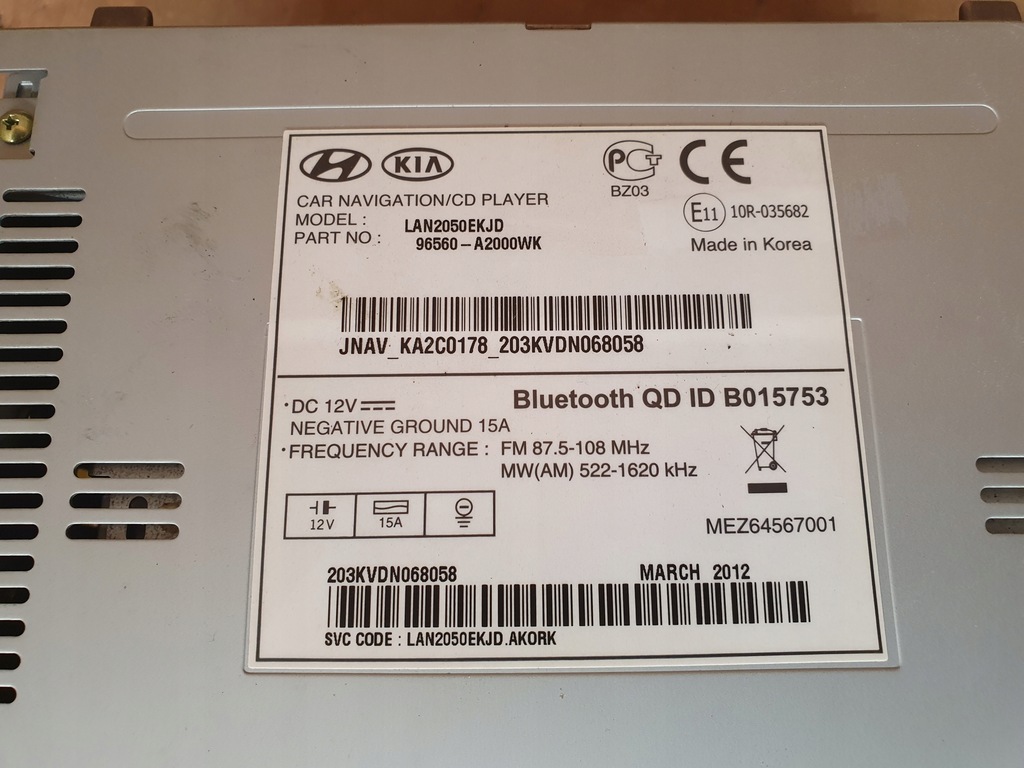 KIA
PCT
BZ03
CE
CAR NAVIGATION/CD PLAYER
MODEL : LAN2050EKJD
PART NO : 96560-A2000WK
E11 10R-035682
Made in Korea
JNAV_KA2C0178_203KVDN068058
·DC 12V
NEGATIVE GROUND 15A
·FREQUENCY RANGE : FM 87.5-108 MHz
MW(AM) 522-1620 kHz
Bluetooth QD ID B015753
12V 15A
MEZ64567001
203KVDN068058 MARCH 2012
SVC CODE : LAN2050EKJD.AKORK